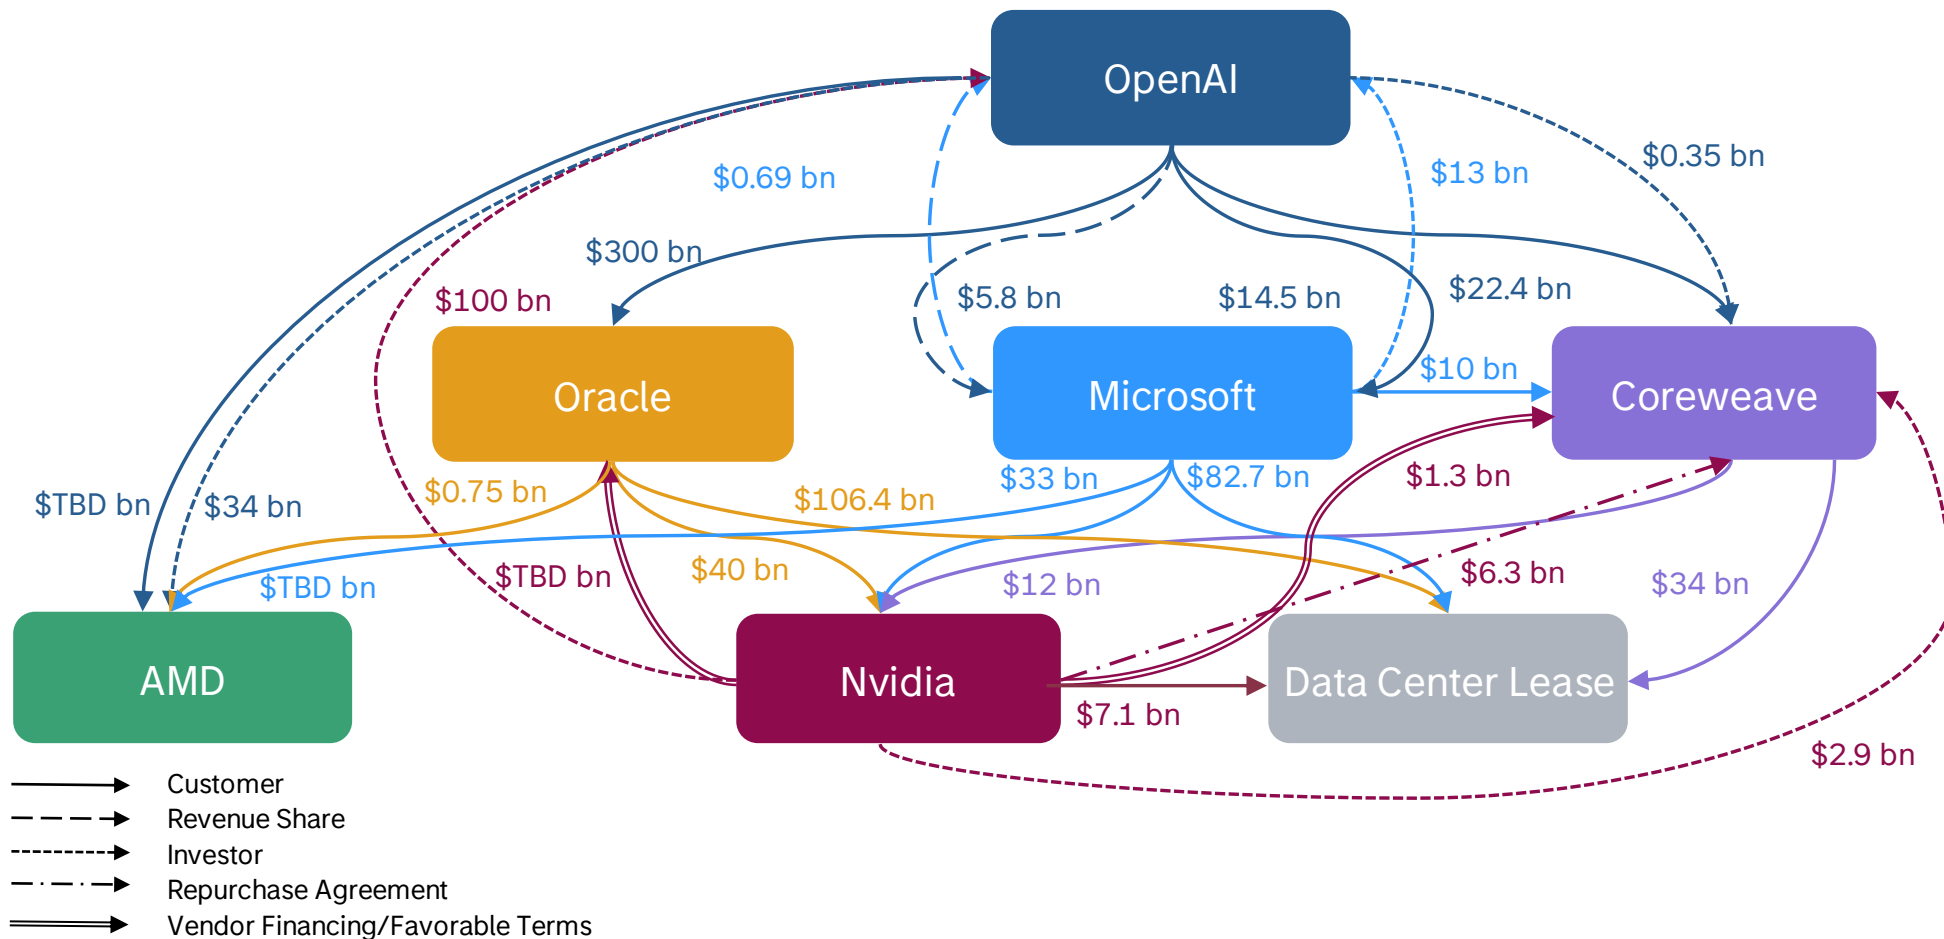 OpenAI
$0.69 bn
$13 bn
$0.35 bn
$300 bn
$100 bn
$5.8 bn
$14.5 bn
$22.4 bn
Oracle
Microsoft
$10 bn
Coreweave
$TBD bn
$34 bn
$0.75 bn
$106.4 bn
$33 bn
$82.7 bn
$1.3 bn
$TBD bn
$TBD bn
$40 bn
$12 bn
$6.3 bn
$34 bn
AMD
Nvidia
$7.1 bn
Data Center Lease
$2.9 bn
Customer
Revenue Share
Investor
Repurchase Agreement
Vendor Financing/Favorable Terms